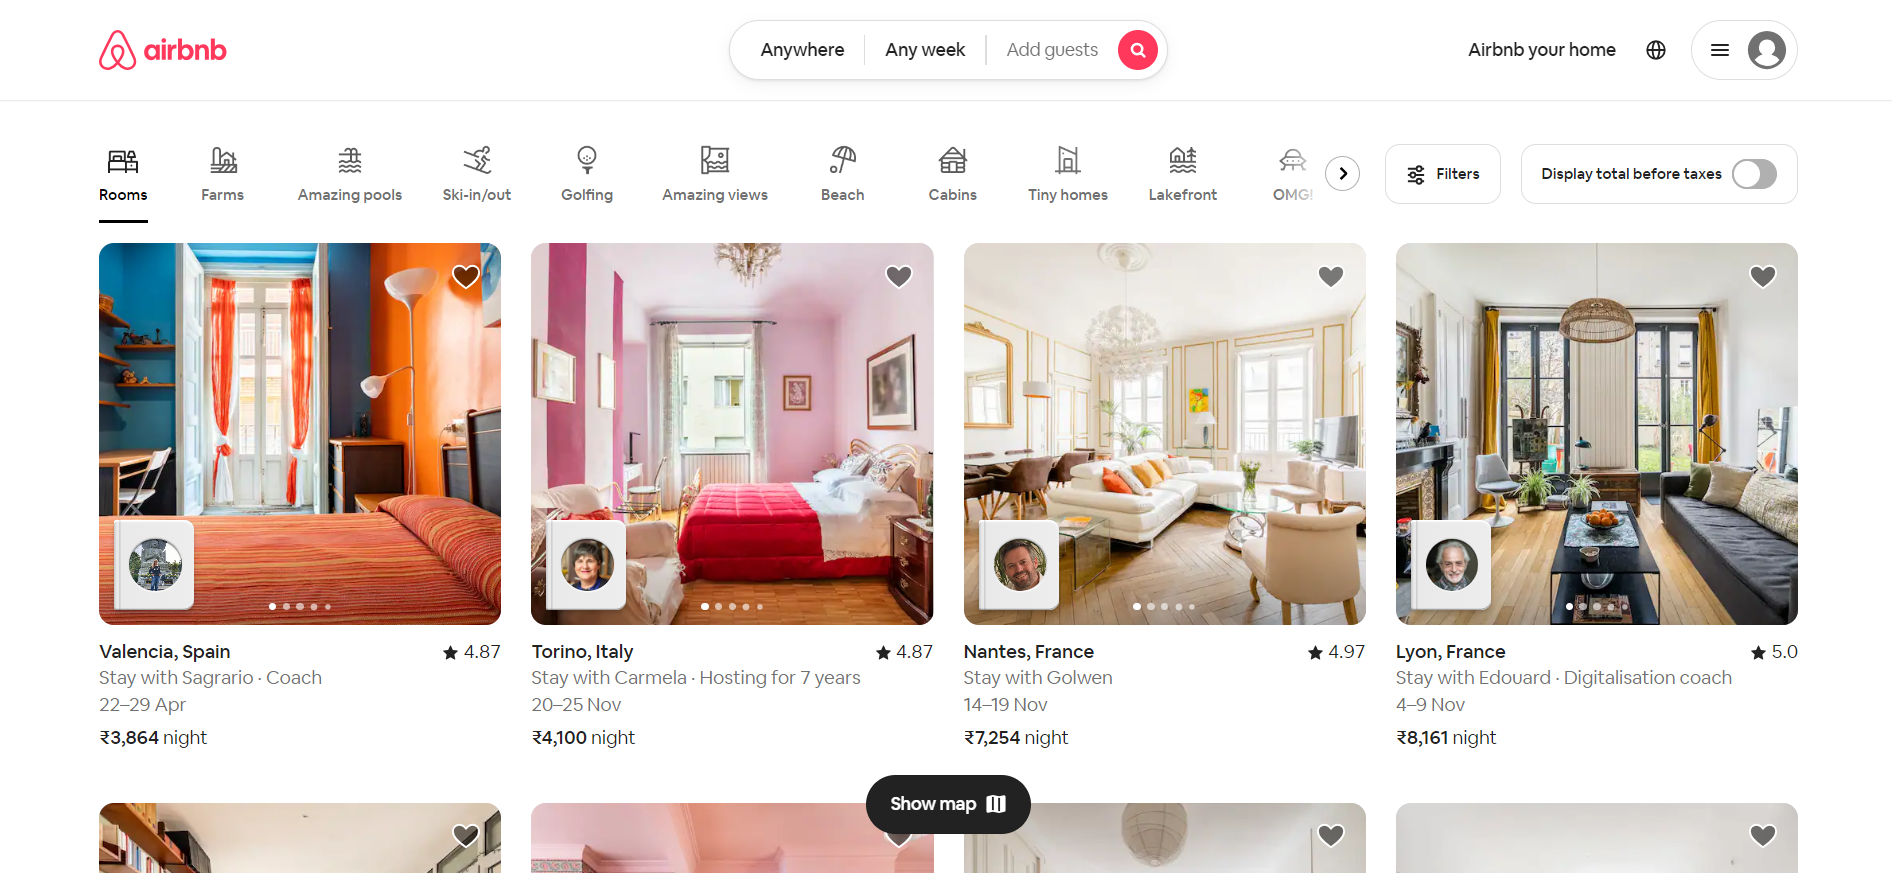 airbnb
Anywhere Any week Add guests
Airbnb your home
Rooms Farms Amazing pools Ski-in/out Golfing Amazing views Beach Cabins Tiny homes Lakefront OMG!
Filters
Display total before taxes
Valencia, Spain ★ 4.87
Stay with Sagrario · Coach
22–29 Apr
₹3,864 night
Torino, Italy ★ 4.87
Stay with Carmela · Hosting for 7 years
20–25 Nov
₹4,100 night
Nantes, France ★ 4.97
Stay with Golwen
14–19 Nov
₹7,254 night
Lyon, France ★ 5.0
Stay with Edouard · Digitalisation coach
4–9 Nov
₹8,161 night
Show map